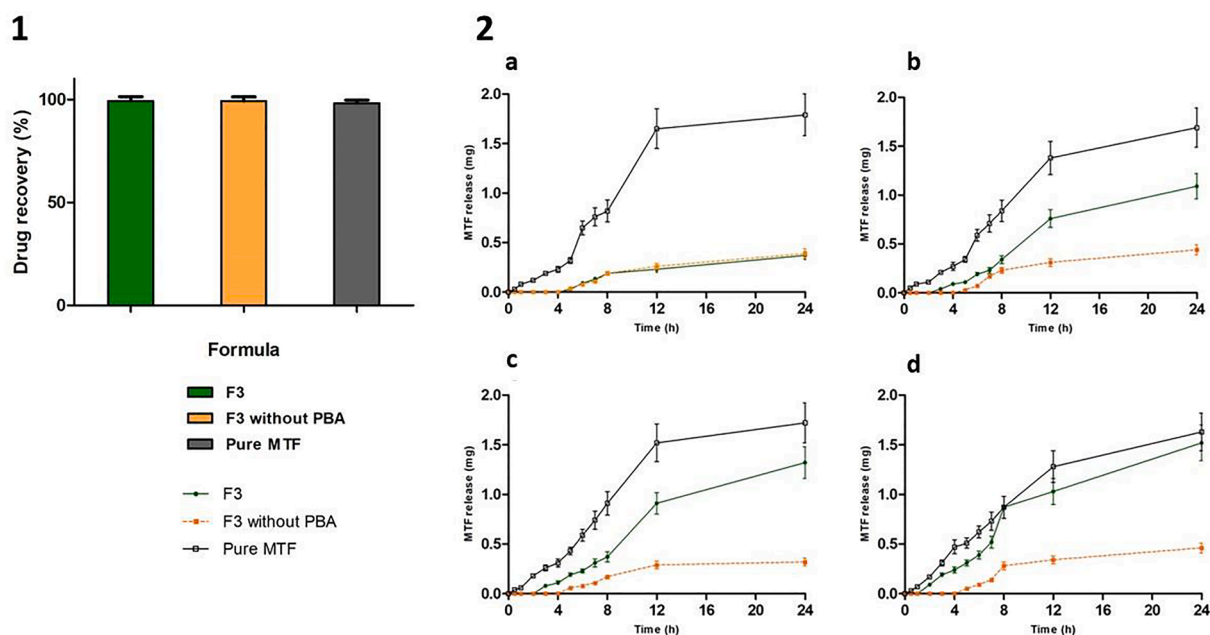 1
Drug recovery (%)
100
50
0
Formula
F3
F3 without PBA
Pure MTF
F3
F3 without PBA
Pure MTF
2
a
MTF release (mg)
2.0
1.5
1.0
0.5
0.0
0 4 8 12 16 20 24
Time (h)
b
MTF release (mg)
2.0
1.5
1.0
0.5
0.0
0 4 8 12 16 20 24
Time (h)
c
MTF release (mg)
2.0
1.5
1.0
0.5
0.0
0 4 8 12 16 20 24
Time (h)
d
MTF release (mg)
2.0
1.5
1.0
0.5
0.0
0 4 8 12 16 20 24
Time (h)